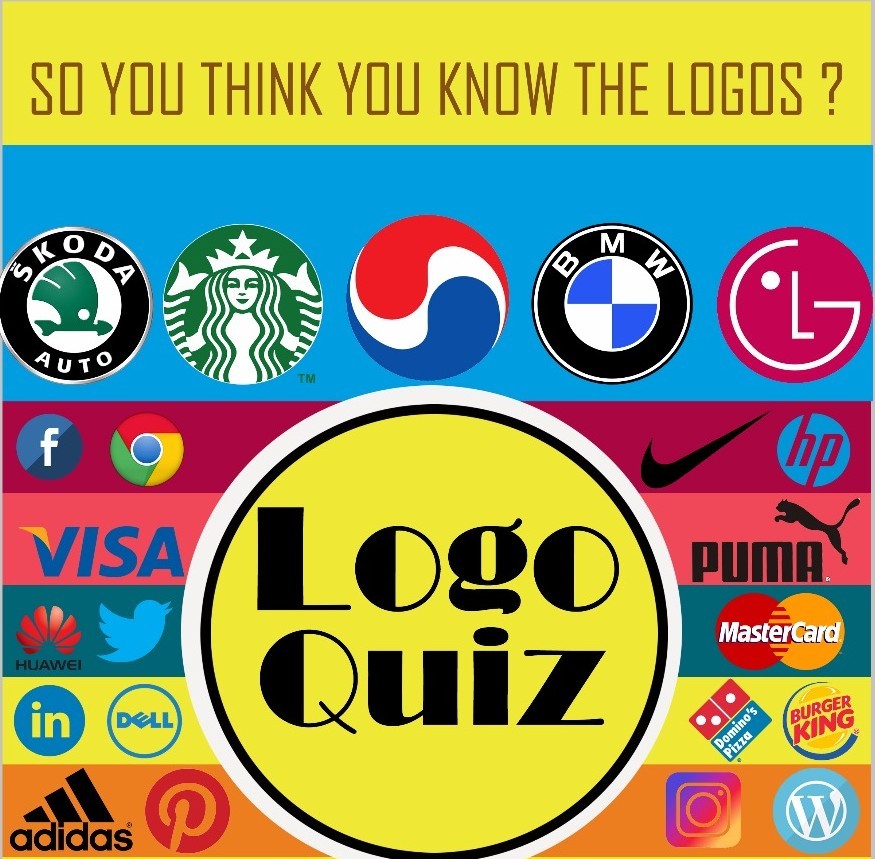 SO YOU THINK YOU KNOW THE LOGOS ?
ŠKODA
AUTO
TM
BMW
LG
f
hp
Logo
Quiz
VISA
PUMA®
HUAWEI
MasterCard
in
DELL
Domino's
Pizza®
BURGER
KING®
adidas®
P
W